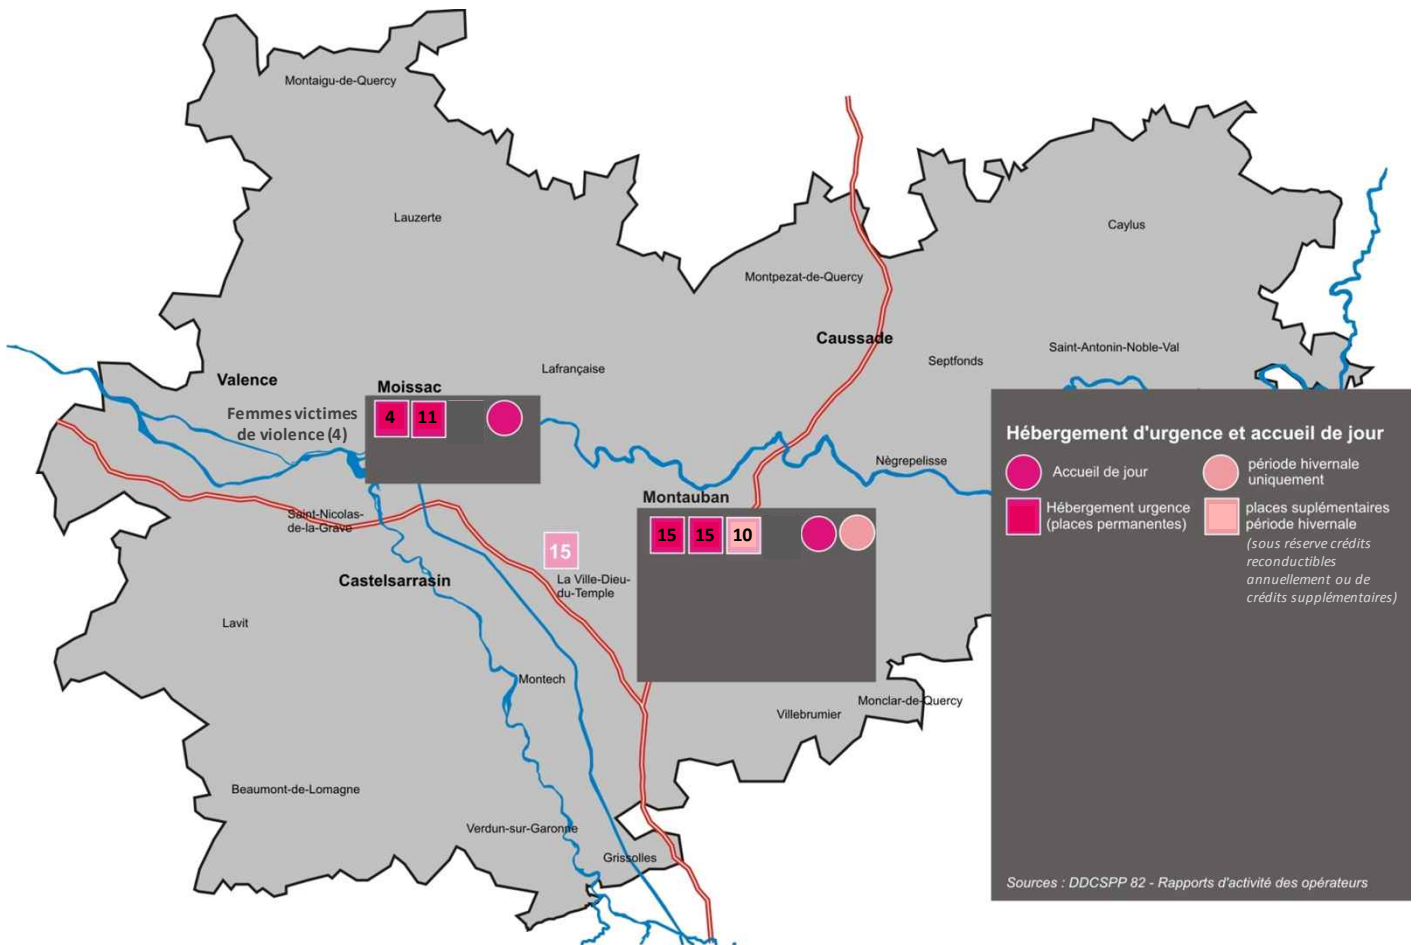 Montaigu-de-Quercy
Lauzerte
Caylus
Montpezat-de-Quercy
Caussade
Saint-Antonin-Noble-Val
Septfonds
Lafrançaise
Valence
Moissac
Femmes victimes
de violence (4)
4 11
Nègrepelisse
Montauban
15 15 10
Saint-Nicolas-
de-la-Grave
15
Castelsarrasin
La Ville-Dieu-
du-Temple
Lavit
Montech
Monclar-de-Quercy
Villebrumier
Beaumont-de-Lomagne
Verdun-sur-Garonne
Grissolles
Hébergement d'urgence et accueil de jour
Accueil de jour
Hébergement urgence
(places permanentes)
période hivernale
uniquement
places suplémentaires
période hivernale
(sous réserve crédits
reconductibles
annuellement ou de
crédits supplémentaires)
Sources : DDCSPP 82 - Rapports d'activité des opérateurs